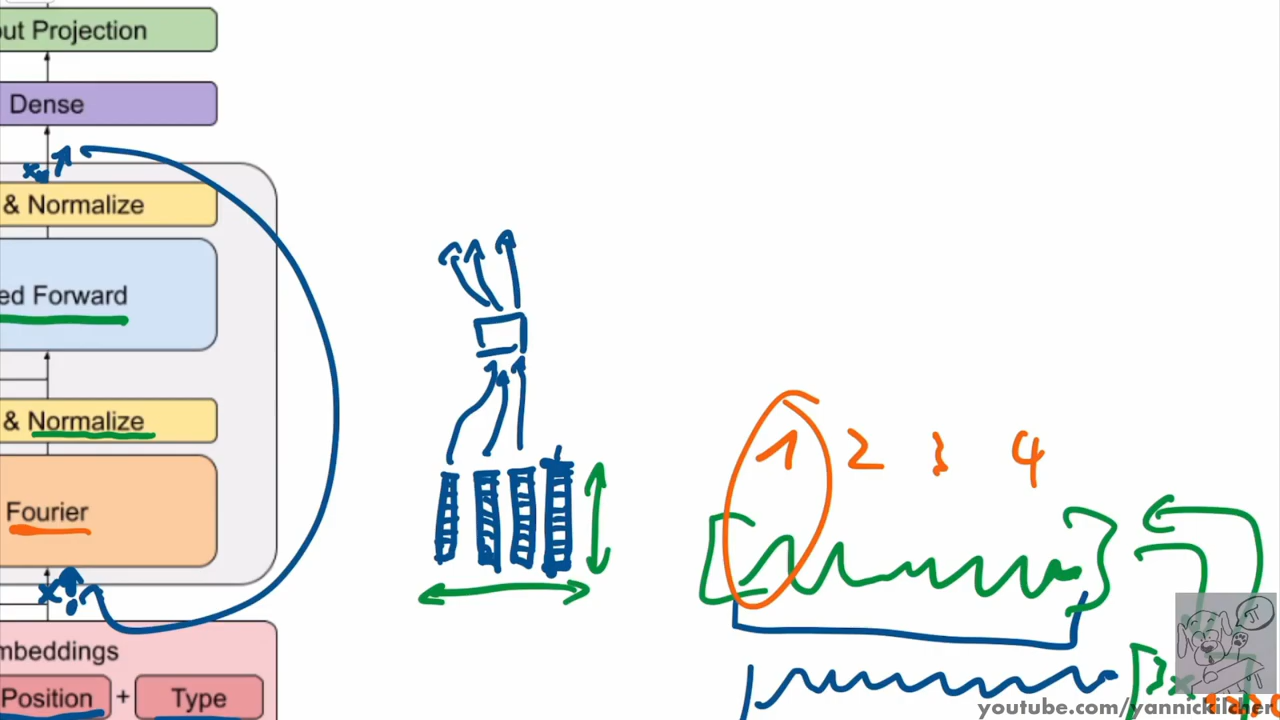 out Projection
Dense
x
& Normalize
ed Forward
& Normalize
1 2 3 4
Fourier
x
mbeddings
Position + Type
youtube.com/yannickilcher